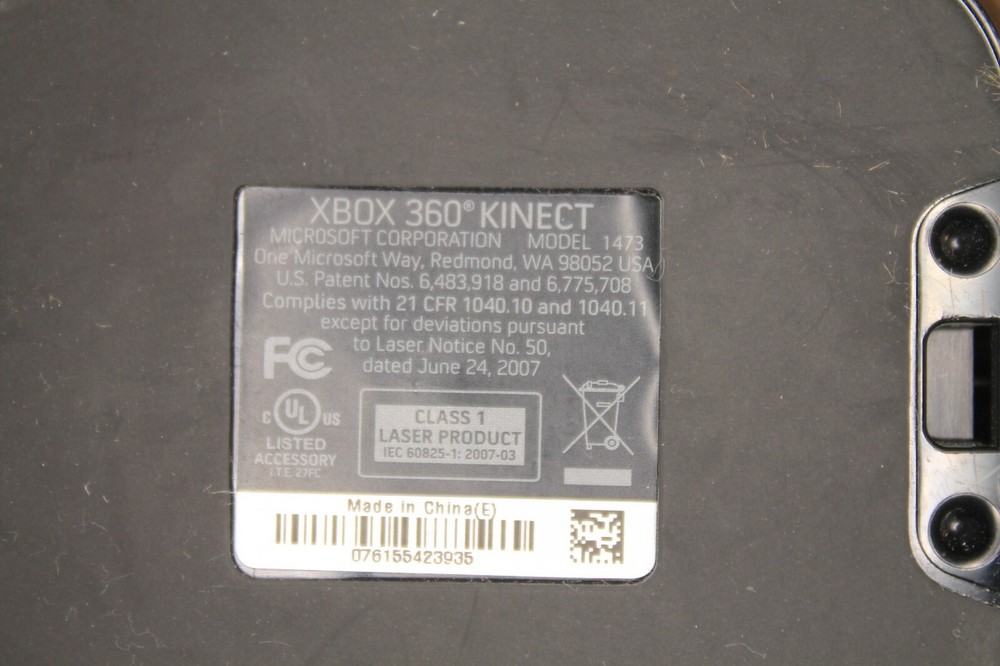 XBOX 360® KINECT
MICROSOFT CORPORATION MODEL 1473
One Microsoft Way, Redmond, WA 98052 USA
U.S. Patent Nos. 6,483,918 and 6,775,708
Complies with 21 CFR 1040.10 and 1040.11
except for deviations pursuant
to Laser Notice No. 50,
dated June 24, 2007
FC
C UL US
LISTED
ACCESSORY
I.T.E. 27FC
CLASS 1
LASER PRODUCT
IEC 60825-1: 2007-03
Made in China(E)
076155423935